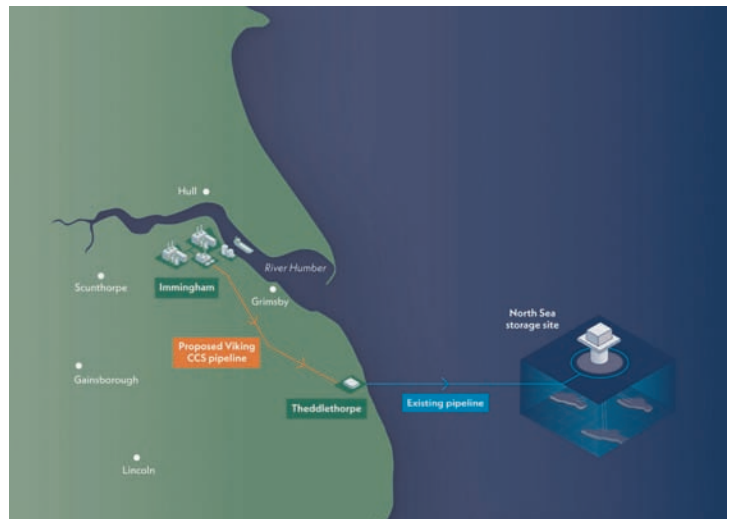 Hull
River Humber
Scunthorpe
Immingham
Grimsby
North Sea
storage site
Proposed Viking
CCS pipeline
Gainsborough
Theddlethorpe
Existing pipeline
Lincoln